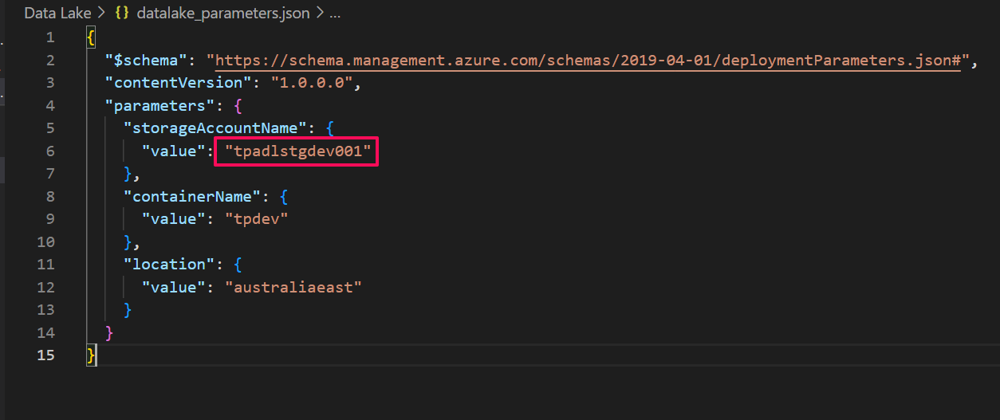 Data Lake > {} datalake_parameters.json > ...
1 {
2 "$schema": "https://schema.management.azure.com/schemas/2019-04-01/deploymentParameters.json#",
3 "contentVersion": "1.0.0.0",
4 "parameters": {
5 "storageAccountName": {
6 "value": "tpadlstgdev001"
7 },
8 "containerName": {
9 "value": "tpdev"
10 },
11 "location": {
12 "value": "australiaeast"
13 }
14 }
15 }